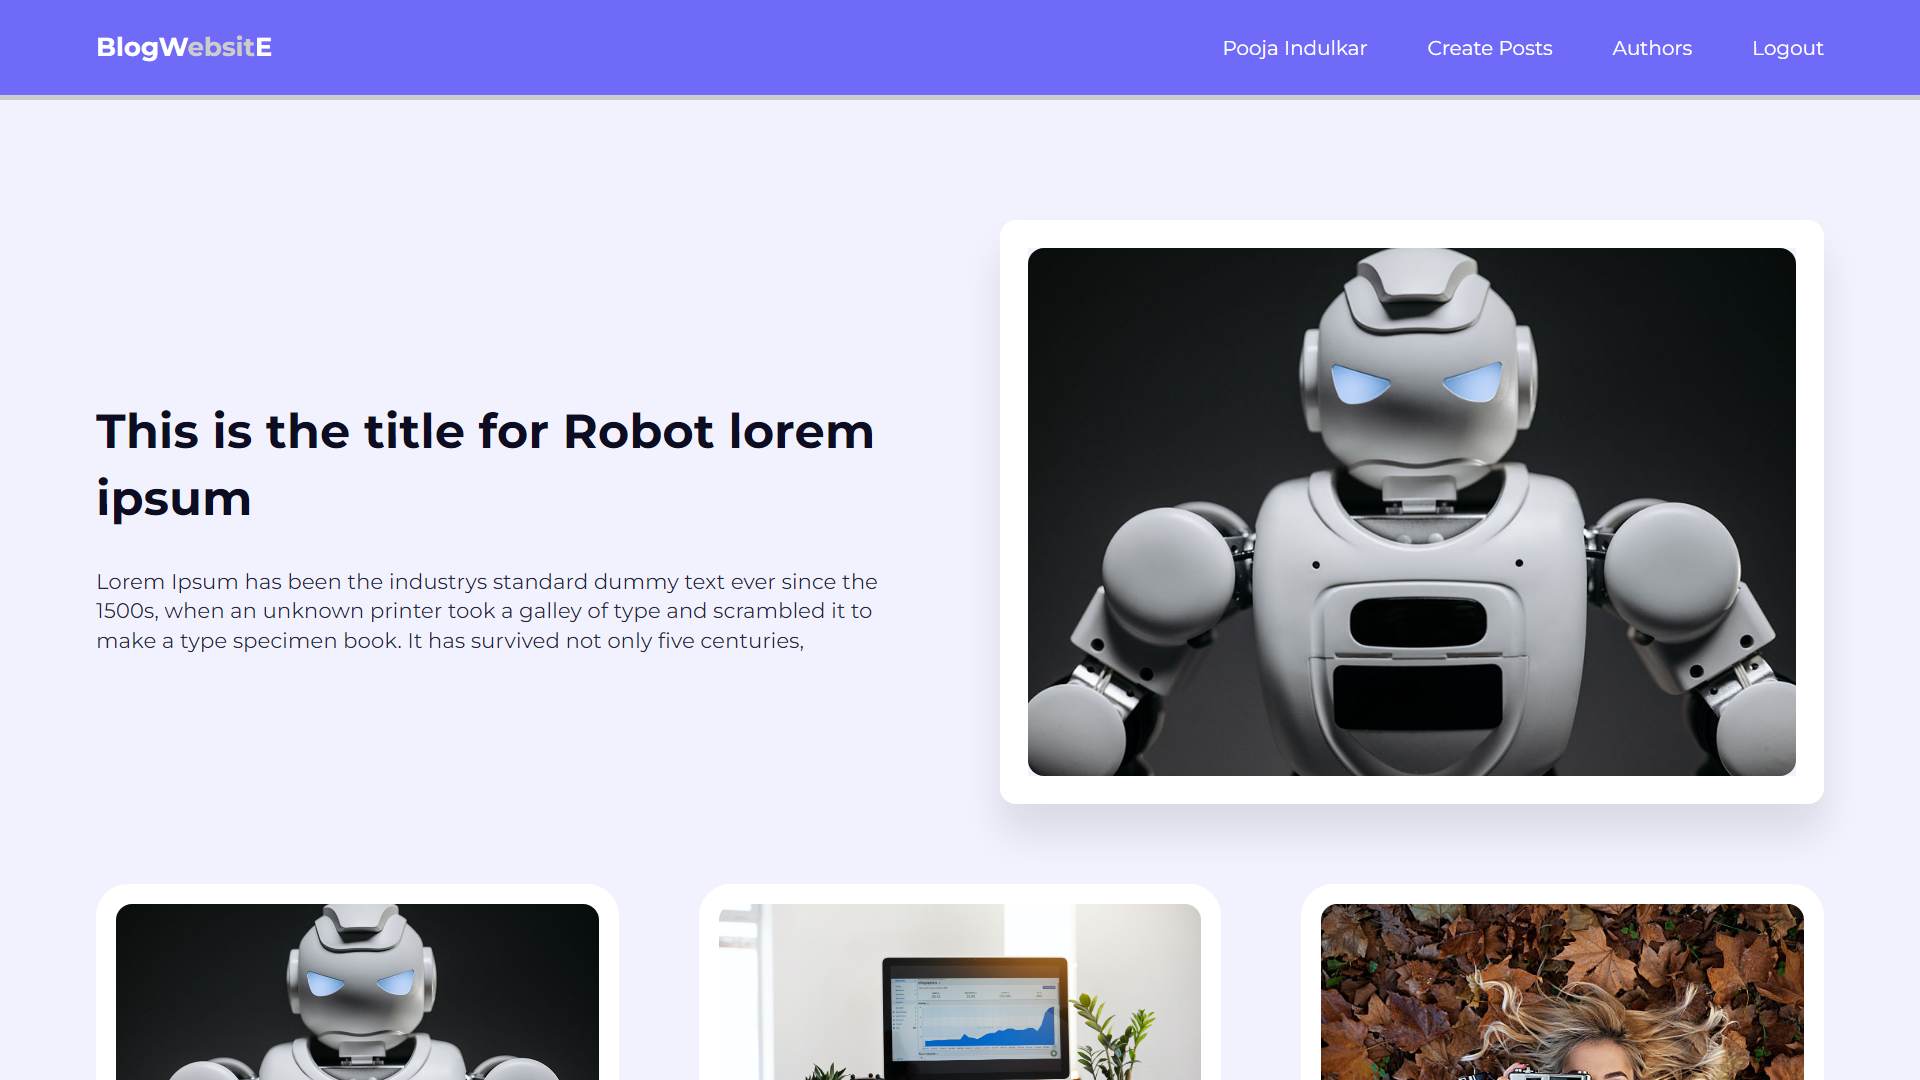 BlogWebsitE
Pooja Indulkar
Create Posts
Authors
Logout
This is the title for Robot lorem
ipsum
Lorem Ipsum has been the industrys standard dummy text ever since the
1500s, when an unknown printer took a galley of type and scrambled it to
make a type specimen book. It has survived not only five centuries,